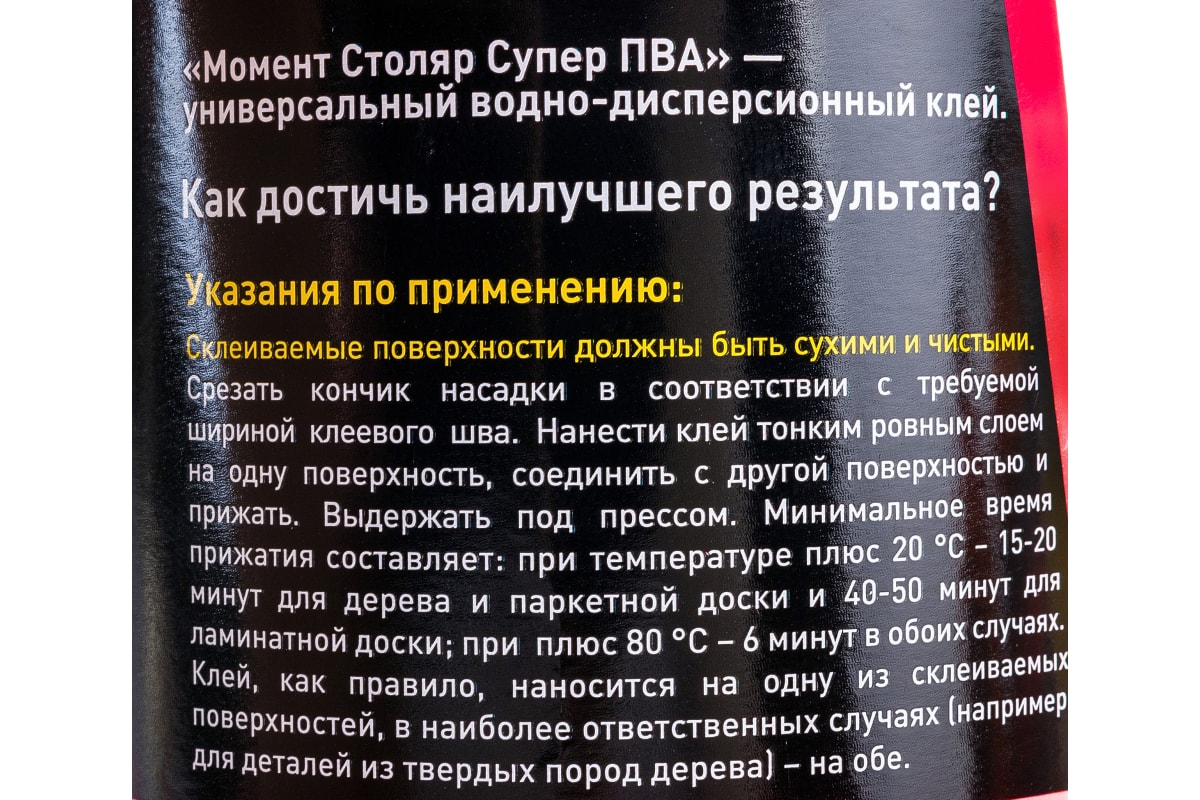 «Момент Столяр Супер ПВА» —
универсальный водно-дисперсионный клей.
Как достичь наилучшего результата?
Указания по применению:
Склеиваемые поверхности должны быть сухими и чистыми.
Срезать кончик насадки в соответствии с требуемой
шириной клеевого шва. Нанести клей тонким ровным слоем
на одну поверхность, соединить с другой поверхностью и
прижать. Выдержать под прессом. Минимальное время
прижатия составляет: при температуре плюс 20 °С – 15-20
минут для дерева и паркетной доски и 40-50 минут для
ламинатной доски; при плюс 80 °С – 6 минут в обоих случаях.
Клей, как правило, наносится на одну из склеиваемых
поверхностей, в наиболее ответственных случаях (например
для деталей из твердых пород дерева) – на обе.